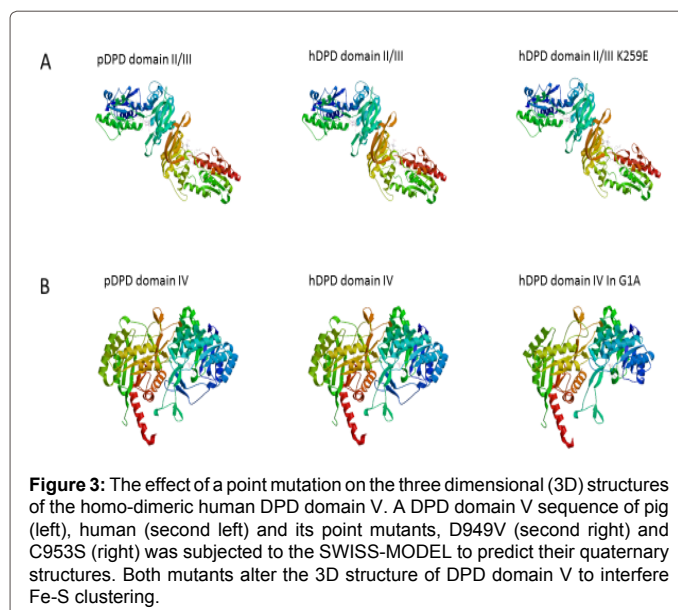 A
pDPD domain II/III
hDPD domain II/III
hDPD domain II/III K259E
B
pDPD domain IV
hDPD domain IV
hDPD domain IV In G1A
Figure 3: The effect of a point mutation on the three dimensional (3D) structures
of the homo-dimeric human DPD domain V. A DPD domain V sequence of pig
(left), human (second left) and its point mutants, D949V (second right) and
C953S (right) was subjected to the SWISS-MODEL to predict their quaternary
structures. Both mutants alter the 3D structure of DPD domain V to interfere
Fe-S clustering.